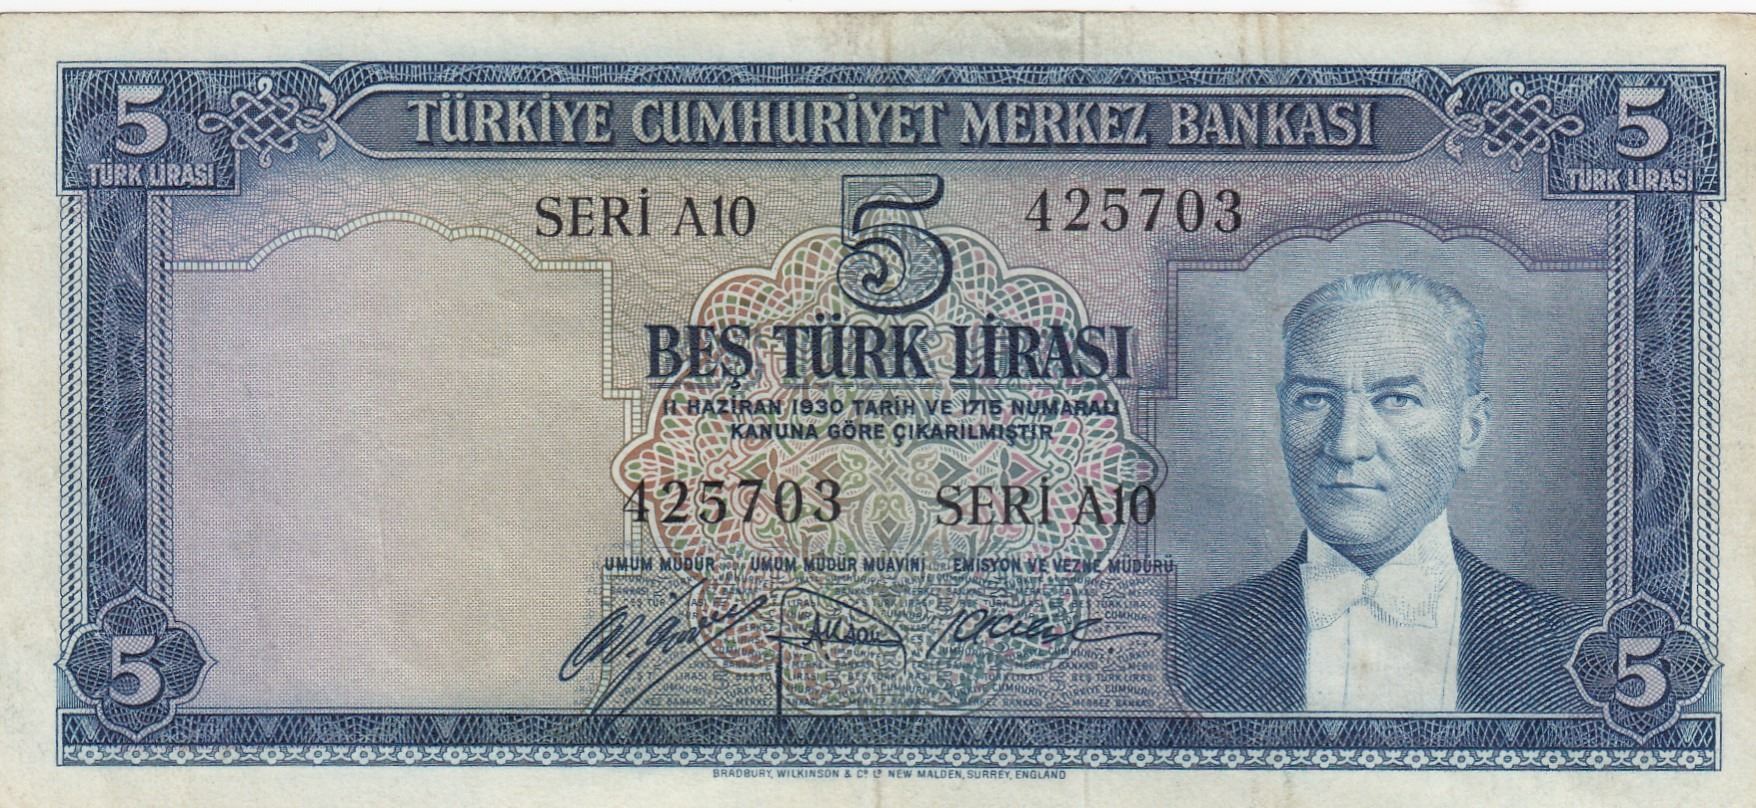 5 TÜRKİYE CUMHURİYET MERKEZ BANKASI 5
TÜRK LİRASI TÜRK LİRASI
SERİ A10 5 425703
BEŞ TÜRK LİRASI
11 HAZİRAN 1930 TARİH VE 1715 NUMARALI
KANUNA GÖRE ÇIKARILMIŞTIR
425703 SERİ A10
UMUM MÜDÜR UMUM MÜDÜR MUAVİNİ EMİSYON VE VEZNE MÜDÜRÜ
5 5
BRADBURY, WILKINSON & Cº Lº NEW MALDEN, SURREY, ENGLAND